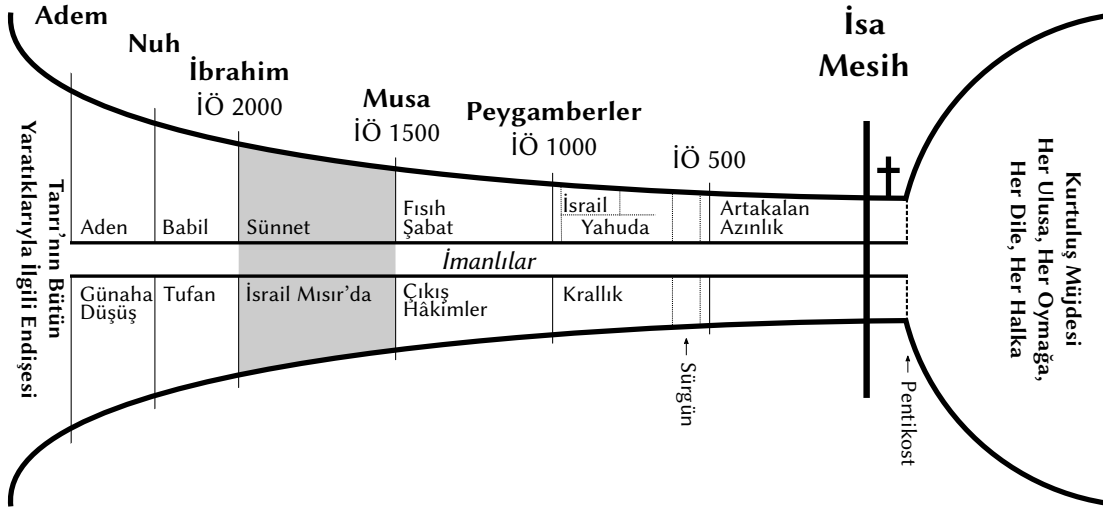 Adem
Nuh
İbrahim
İÖ 2000
Musa
İÖ 1500
Peygamberler
İÖ 1000
İÖ 500
İsa
Mesih
Tanrı’nın Bütün
Yaratıklarıyla İlgili Endişesi
Aden
Babil
Sünnet
Fısıh
Şabat
İsrail
Yahuda
Artakalan
Azınlık
İmanlılar
Günaha
Düşüş
Tufan
İsrail Mısır’da
Çıkış
Hâkimler
Krallık
← Sürgün
← Pentikost
Kurtuluş Müjdesi
Her Ulusa, Her Oymağa,
Her Dile, Her Halka